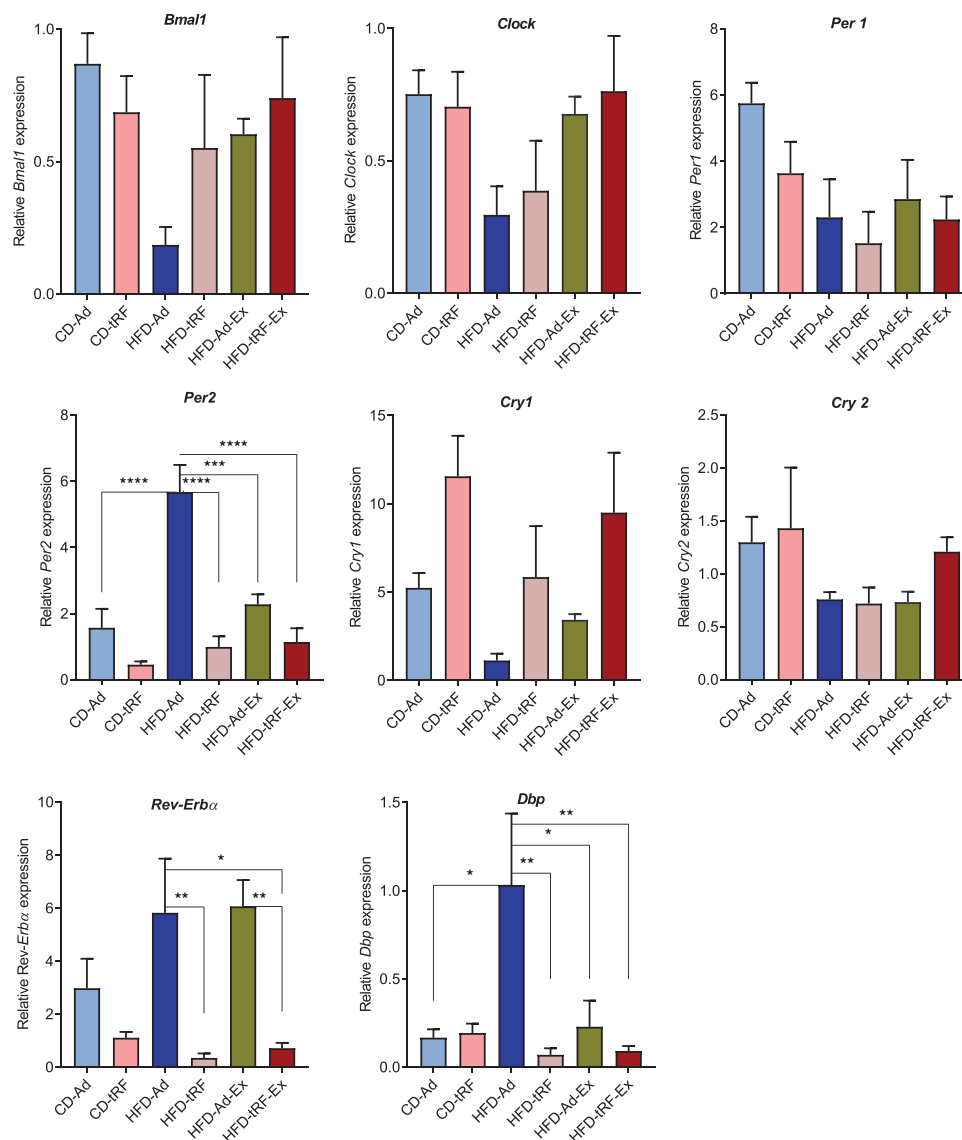 Bmal1
Relative Bmal1 expression
1.0
0.5
0.0
CD-Ad
CD-tRF
HFD-Ad
HFD-tRF
HFD-Ad-Ex
HFD-tRF-Ex
Clock
Relative Clock expression
1.0
0.5
0.0
CD-Ad
CD-tRF
HFD-Ad
HFD-tRF
HFD-Ad-Ex
HFD-tRF-Ex
Per 1
Relative Per1 expression
8
6
4
2
0
CD-Ad
CD-tRF
HFD-Ad
HFD-tRF
HFD-Ad-Ex
HFD-tRF-Ex
Per2
Relative Per2 expression
8
6
4
2
0
****
***
**** ****
CD-Ad
CD-tRF
HFD-Ad
HFD-tRF
HFD-Ad-Ex
HFD-tRF-Ex
Cry1
Relative Cry1 expression
15
10
5
0
CD-Ad
CD-tRF
HFD-Ad
HFD-tRF
HFD-Ad-Ex
HFD-tRF-Ex
Cry 2
Relative Cry2 expression
2.5
2.0
1.5
1.0
0.5
0.0
CD-Ad
CD-tRF
HFD-Ad
HFD-tRF
HFD-Ad-Ex
HFD-tRF-Ex
Rev-Erbα
Relative Rev-Erbα expression
10
8
6
4
2
0
*
** **
CD-Ad
CD-tRF
HFD-Ad
HFD-tRF
HFD-Ad-Ex
HFD-tRF-Ex
Dbp
Relative Dbp expression
1.5
1.0
0.5
0.0
**
*
* **
CD-Ad
CD-tRF
HFD-Ad
HFD-tRF
HFD-Ad-Ex
HFD-tRF-Ex